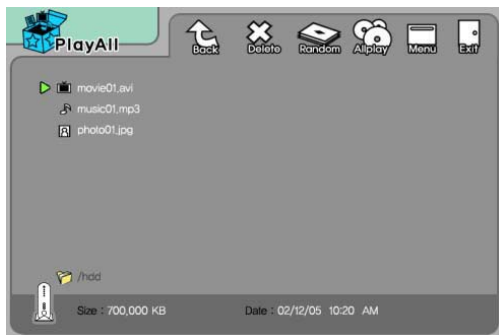 PlayAll
Back Delete Random Allplay Menu Exit
movie01.avi
music01.mp3
photo01.jpg
/hdd
Size : 700,000 KB Date : 02/12/05 10:20 AM